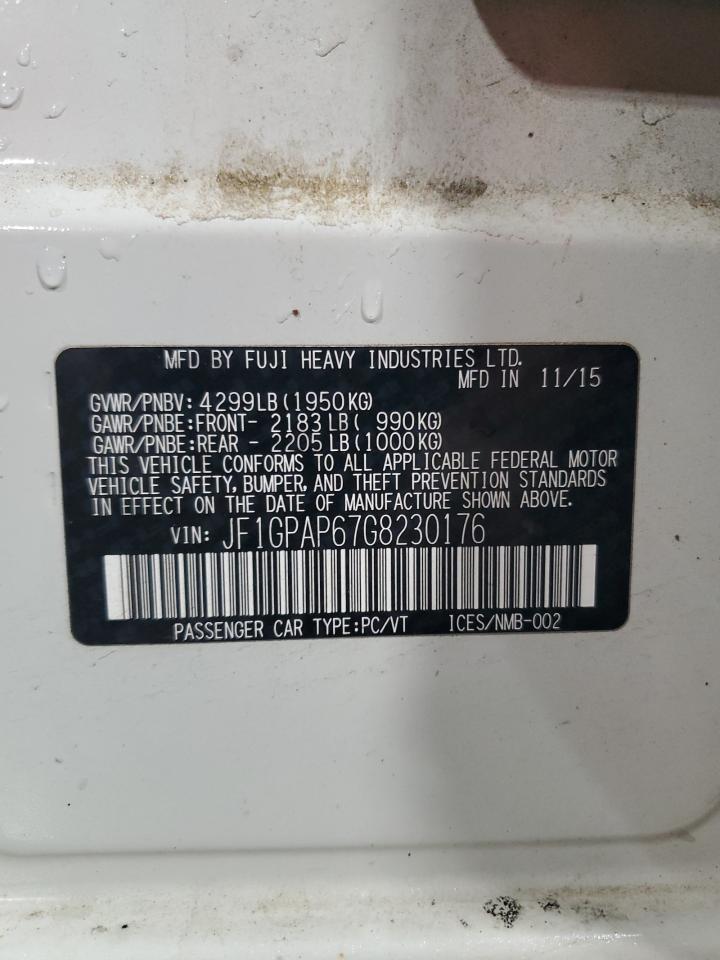 MFD BY FUJI HEAVY INDUSTRIES LTD.
MFD IN 11/15
GVWR/PNBV: 4299LB(1950KG)
GAWR/PNBE:FRONT- 2183LB( 990KG)
GAWR/PNBE:REAR - 2205LB(1000KG)
THIS VEHICLE CONFORMS TO ALL APPLICABLE FEDERAL MOTOR
VEHICLE SAFETY, BUMPER, AND THEFT PREVENTION STANDARDS
IN EFFECT ON THE DATE OF MANUFACTURE SHOWN ABOVE.
VIN: JF1GPAP67G8230176
PASSENGER CAR TYPE:PC/VT ICES/NMB-002